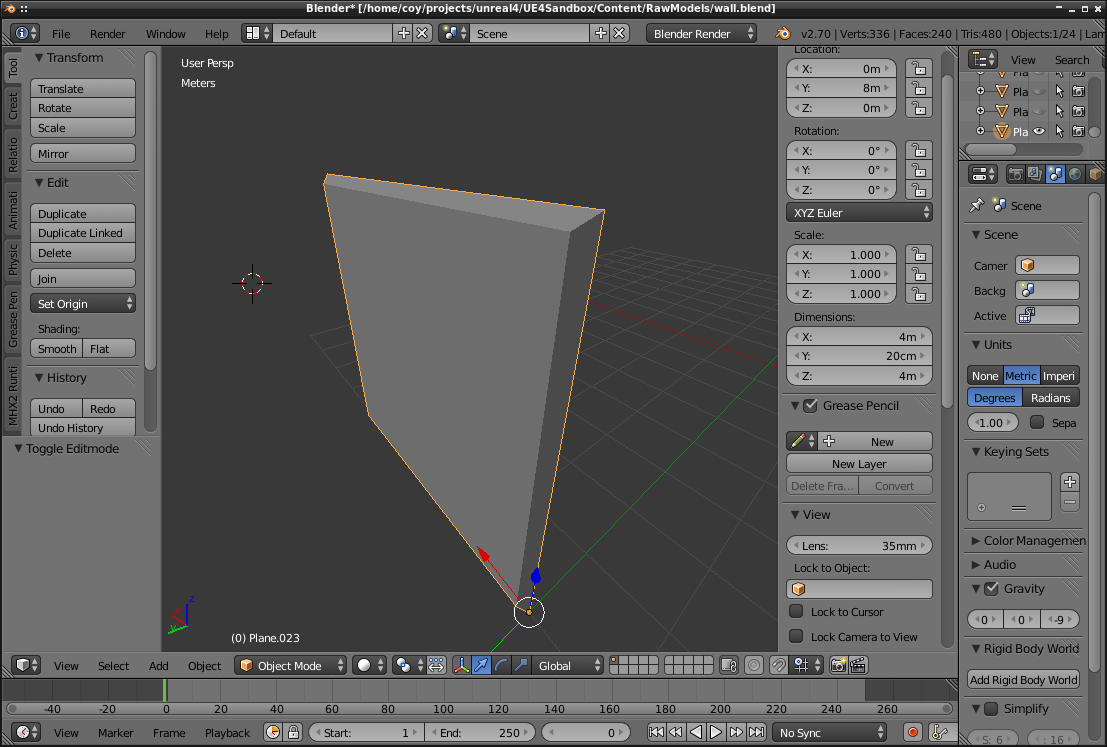 Blender* [/home/coy/projects/unreal4/UE4Sandbox/Content/RawModels/wall.blend]
File Render Window Help Default Scene Blender Render v2.70 | Verts:336 | Faces:240 | Tris:480 | Objects:1/24 | Lam
Tool
Creat
Relatio
Animati
Physic
Grease Pen
MHX2 Runti
Transform
Translate
Rotate
Scale
Mirror
Edit
Duplicate
Duplicate Linked
Delete
Join
Set Origin
Shading:
Smooth Flat
History
Undo Redo
Undo History
Toggle Editmode
User Persp
Meters
z
x
y
(0) Plane.023
Location:
X: 0m
Y: 8m
Z: 0m
Rotation:
X: 0°
Y: 0°
Z: 0°
XYZ Euler
Scale:
X: 1.000
Y: 1.000
Z: 1.000
Dimensions:
X: 4m
Y: 20cm
Z: 4m
Grease Pencil
New
New Layer
Delete Fra... Convert
View
Lens: 35mm
Lock to Object:
Lock to Cursor
Lock Camera to View
View Search
Pla
Pla
Pla
Pla
Scene
Scene
Camer
Backg
Active
Units
None Metric Imperi
Degrees Radians
1.00 Sepa
Keying Sets
Color Managemen
Audio
Gravity
0 0 -9
Rigid Body World
Add Rigid Body World
Simplify
S: 6 : 16
View Select Add Object Object Mode Global
-40 -20 0 20 40 60 80 100 120 140 160 180 200 220 240 260
View Marker Frame Playback Start: 1 End: 250 0 No Sync